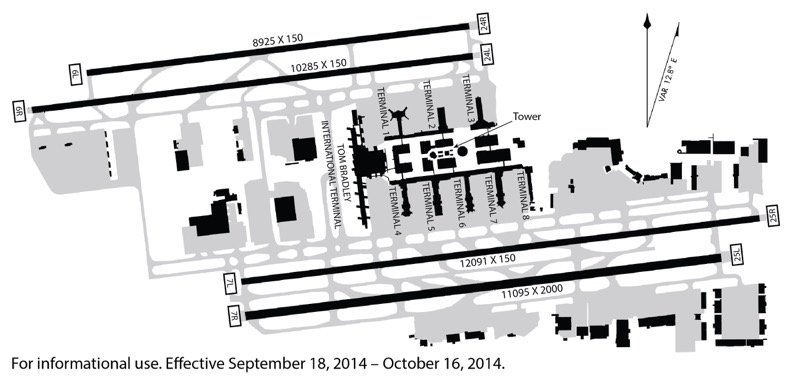 24R
8925 X 150
6L
24L
10285 X 150
6R
VAR 12.8° E
TERMINAL 1
TERMINAL 2
TERMINAL 3
Tower
TOM BRADLEY
INTERNATIONAL TERMINAL
TERMINAL 4
TERMINAL 5
TERMINAL 6
TERMINAL 7
TERMINAL 8
25R
12091 X 150
7L
25L
11095 X 2000
7R
For informational use. Effective September 18, 2014 – October 16, 2014.